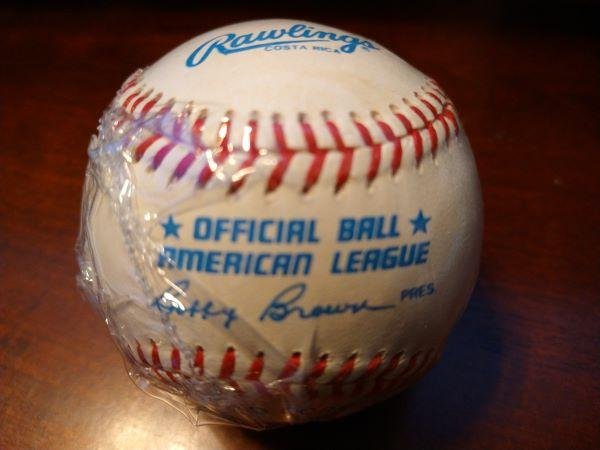 Rawlings®
COSTA RICA
★ OFFICIAL BALL ★
AMERICAN LEAGUE
Bobby Brown PRES.